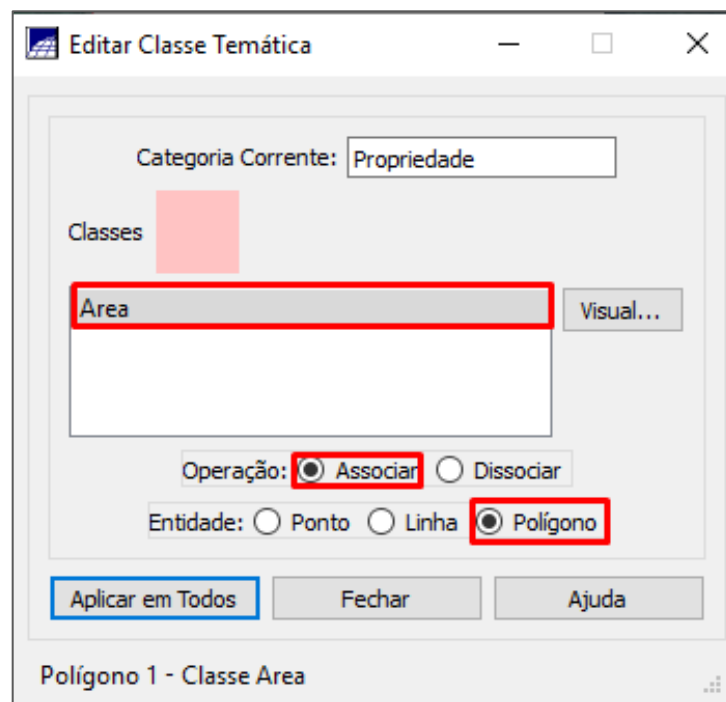 Editar Classe Temática
Categoria Corrente: Propriedade
Classes
Area
Visual...
Operação: Associar Dissociar
Entidade: Ponto Linha Polígono
Aplicar em Todos Fechar Ajuda
Polígono 1 - Classe Area